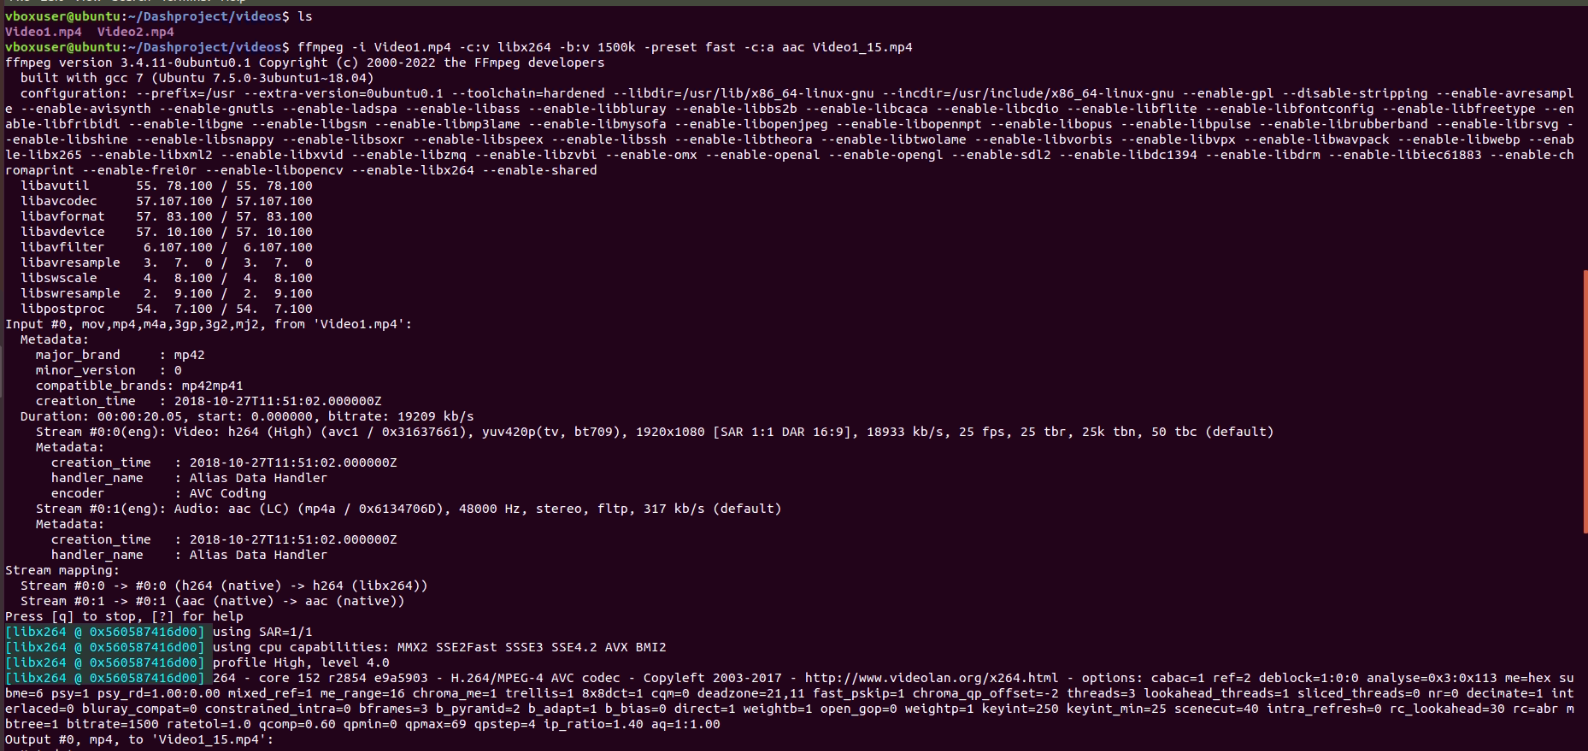 vboxuser@ubuntu:~/Dashproject/videos$ ls
Video1.mp4  Video2.mp4
vboxuser@ubuntu:~/Dashproject/videos$ ffmpeg -i Video1.mp4 -c:v libx264 -b:v 1500k -preset fast -c:a aac Video1_15.mp4
ffmpeg version 3.4.11-0ubuntu0.1 Copyright (c) 2000-2022 the FFmpeg developers
  built with gcc 7 (Ubuntu 7.5.0-3ubuntu1~18.04)
  configuration: --prefix=/usr --extra-version=0ubuntu0.1 --toolchain=hardened --libdir=/usr/lib/x86_64-linux-gnu --incdir=/usr/include/x86_64-linux-gnu --enable-gpl --disable-stripping --enable-avresampl
e --enable-avisynth --enable-gnutls --enable-ladspa --enable-libass --enable-libbluray --enable-libbs2b --enable-libcaca --enable-libcdio --enable-libflite --enable-libfontconfig --enable-libfreetype --en
able-libfribidi --enable-libgme --enable-libgsm --enable-libmp3lame --enable-libmysofa --enable-libopenjpeg --enable-libopenmpt --enable-libopus --enable-libpulse --enable-librubberband --enable-librsvg -
-enable-libshine --enable-libsnappy --enable-libsoxr --enable-libspeex --enable-libssh --enable-libtheora --enable-libtwolame --enable-libvorbis --enable-libvpx --enable-libwavpack --enable-libwebp --enab
le-libx265 --enable-libxml2 --enable-libxvid --enable-libzmq --enable-libzvbi --enable-omx --enable-openal --enable-opengl --enable-sdl2 --enable-libdc1394 --enable-libdrm --enable-libiec61883 --enable-ch
romaprint --enable-frei0r --enable-libopencv --enable-libx264 --enable-shared
  libavutil      55. 78.100 / 55. 78.100
  libavcodec     57.107.100 / 57.107.100
  libavformat    57. 83.100 / 57. 83.100
  libavdevice    57. 10.100 / 57. 10.100
  libavfilter     6.107.100 /  6.107.100
  libavresample   3.  7.  0 /  3.  7.  0
  libswscale      4.  8.100 /  4.  8.100
  libswresample   2.  9.100 /  2.  9.100
  libpostproc    54.  7.100 / 54.  7.100
Input #0, mov,mp4,m4a,3gp,3g2,mj2, from 'Video1.mp4':
  Metadata:
    major_brand     : mp42
    minor_version   : 0
    compatible_brands: mp42mp41
    creation_time   : 2018-10-27T11:51:02.000000Z
  Duration: 00:00:20.05, start: 0.000000, bitrate: 19209 kb/s
    Stream #0:0(eng): Video: h264 (High) (avc1 / 0x31637661), yuv420p(tv, bt709), 1920x1080 [SAR 1:1 DAR 16:9], 18933 kb/s, 25 fps, 25 tbr, 25k tbn, 50 tbc (default)
    Metadata:
      creation_time   : 2018-10-27T11:51:02.000000Z
      handler_name    : Alias Data Handler
      encoder         : AVC Coding
    Stream #0:1(eng): Audio: aac (LC) (mp4a / 0x6134706D), 48000 Hz, stereo, fltp, 317 kb/s (default)
    Metadata:
      creation_time   : 2018-10-27T11:51:02.000000Z
      handler_name    : Alias Data Handler
Stream mapping:
  Stream #0:0 -> #0:0 (h264 (native) -> h264 (libx264))
  Stream #0:1 -> #0:1 (aac (native) -> aac (native))
Press [q] to stop, [?] for help
[libx264 @ 0x560587416d00] using SAR=1/1
[libx264 @ 0x560587416d00] using cpu capabilities: MMX2 SSE2Fast SSSE3 SSE4.2 AVX BMI2
[libx264 @ 0x560587416d00] profile High, level 4.0
[libx264 @ 0x560587416d00] 264 - core 152 r2854 e9a5903 - H.264/MPEG-4 AVC codec - Copyleft 2003-2017 - http://www.videolan.org/x264.html - options: cabac=1 ref=2 deblock=1:0:0 analyse=0x3:0x113 me=hex su
bme=6 psy=1 psy_rd=1.00:0.00 mixed_ref=1 me_range=16 chroma_me=1 trellis=1 8x8dct=1 cqm=0 deadzone=21,11 fast_pskip=1 chroma_qp_offset=-2 threads=3 lookahead_threads=1 sliced_threads=0 nr=0 decimate=1 int
erlaced=0 bluray_compat=0 constrained_intra=0 bframes=3 b_pyramid=2 b_adapt=1 b_bias=0 direct=1 weightb=1 open_gop=0 weightp=1 keyint=250 keyint_min=25 scenecut=40 intra_refresh=0 rc_lookahead=30 rc=abr m
btree=1 bitrate=1500 ratetol=1.0 qcomp=0.60 qpmin=0 qpmax=69 qpstep=4 ip_ratio=1.40 aq=1:1.00
Output #0, mp4, to 'Video1_15.mp4':